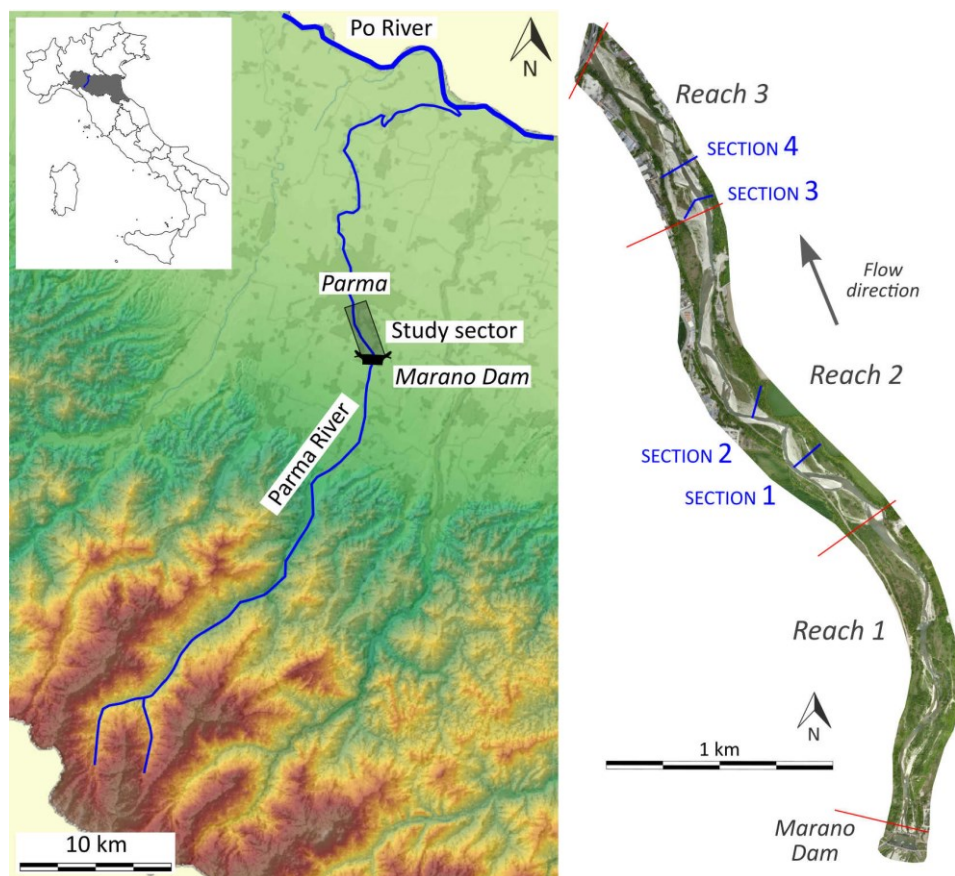 Po River
N
Parma
Study sector
Marano Dam
Parma River
10 km
Reach 3
SECTION 4
SECTION 3
Flow
direction
Reach 2
SECTION 2
SECTION 1
Reach 1
N
1 km
Marano
Dam